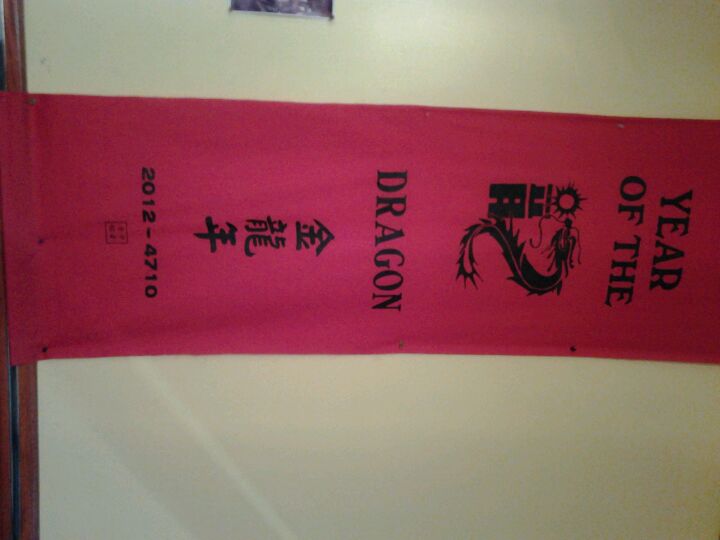 YEAR
OF THE
DRAGON
金龍年
2012-4710